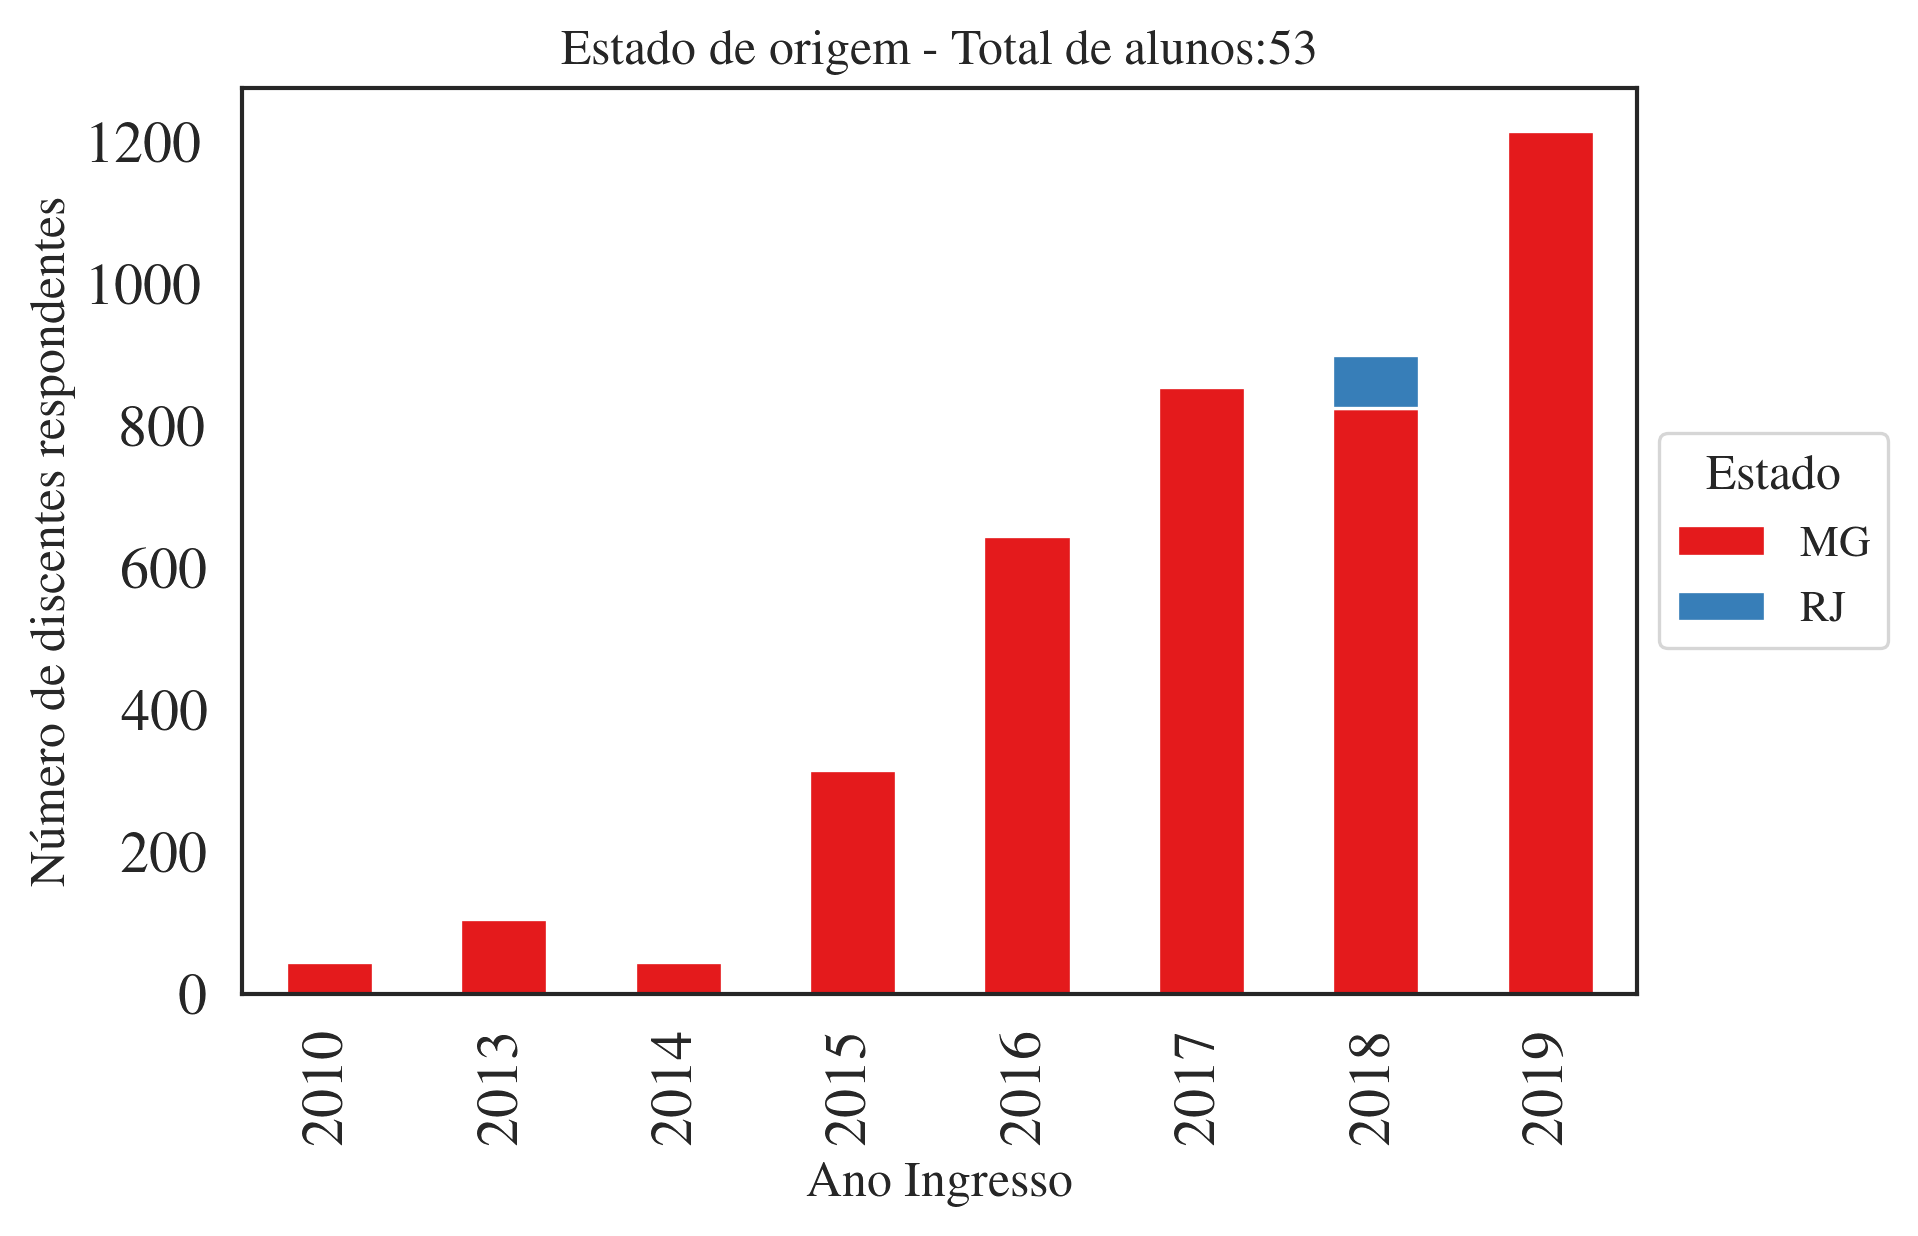 Estado de origem - Total de alunos:53
Número de discentes respondentes
1200
1000
800
600
400
200
0
2010
2013
2014
2015
2016
2017
2018
2019
Ano Ingresso
Estado
MG
RJ